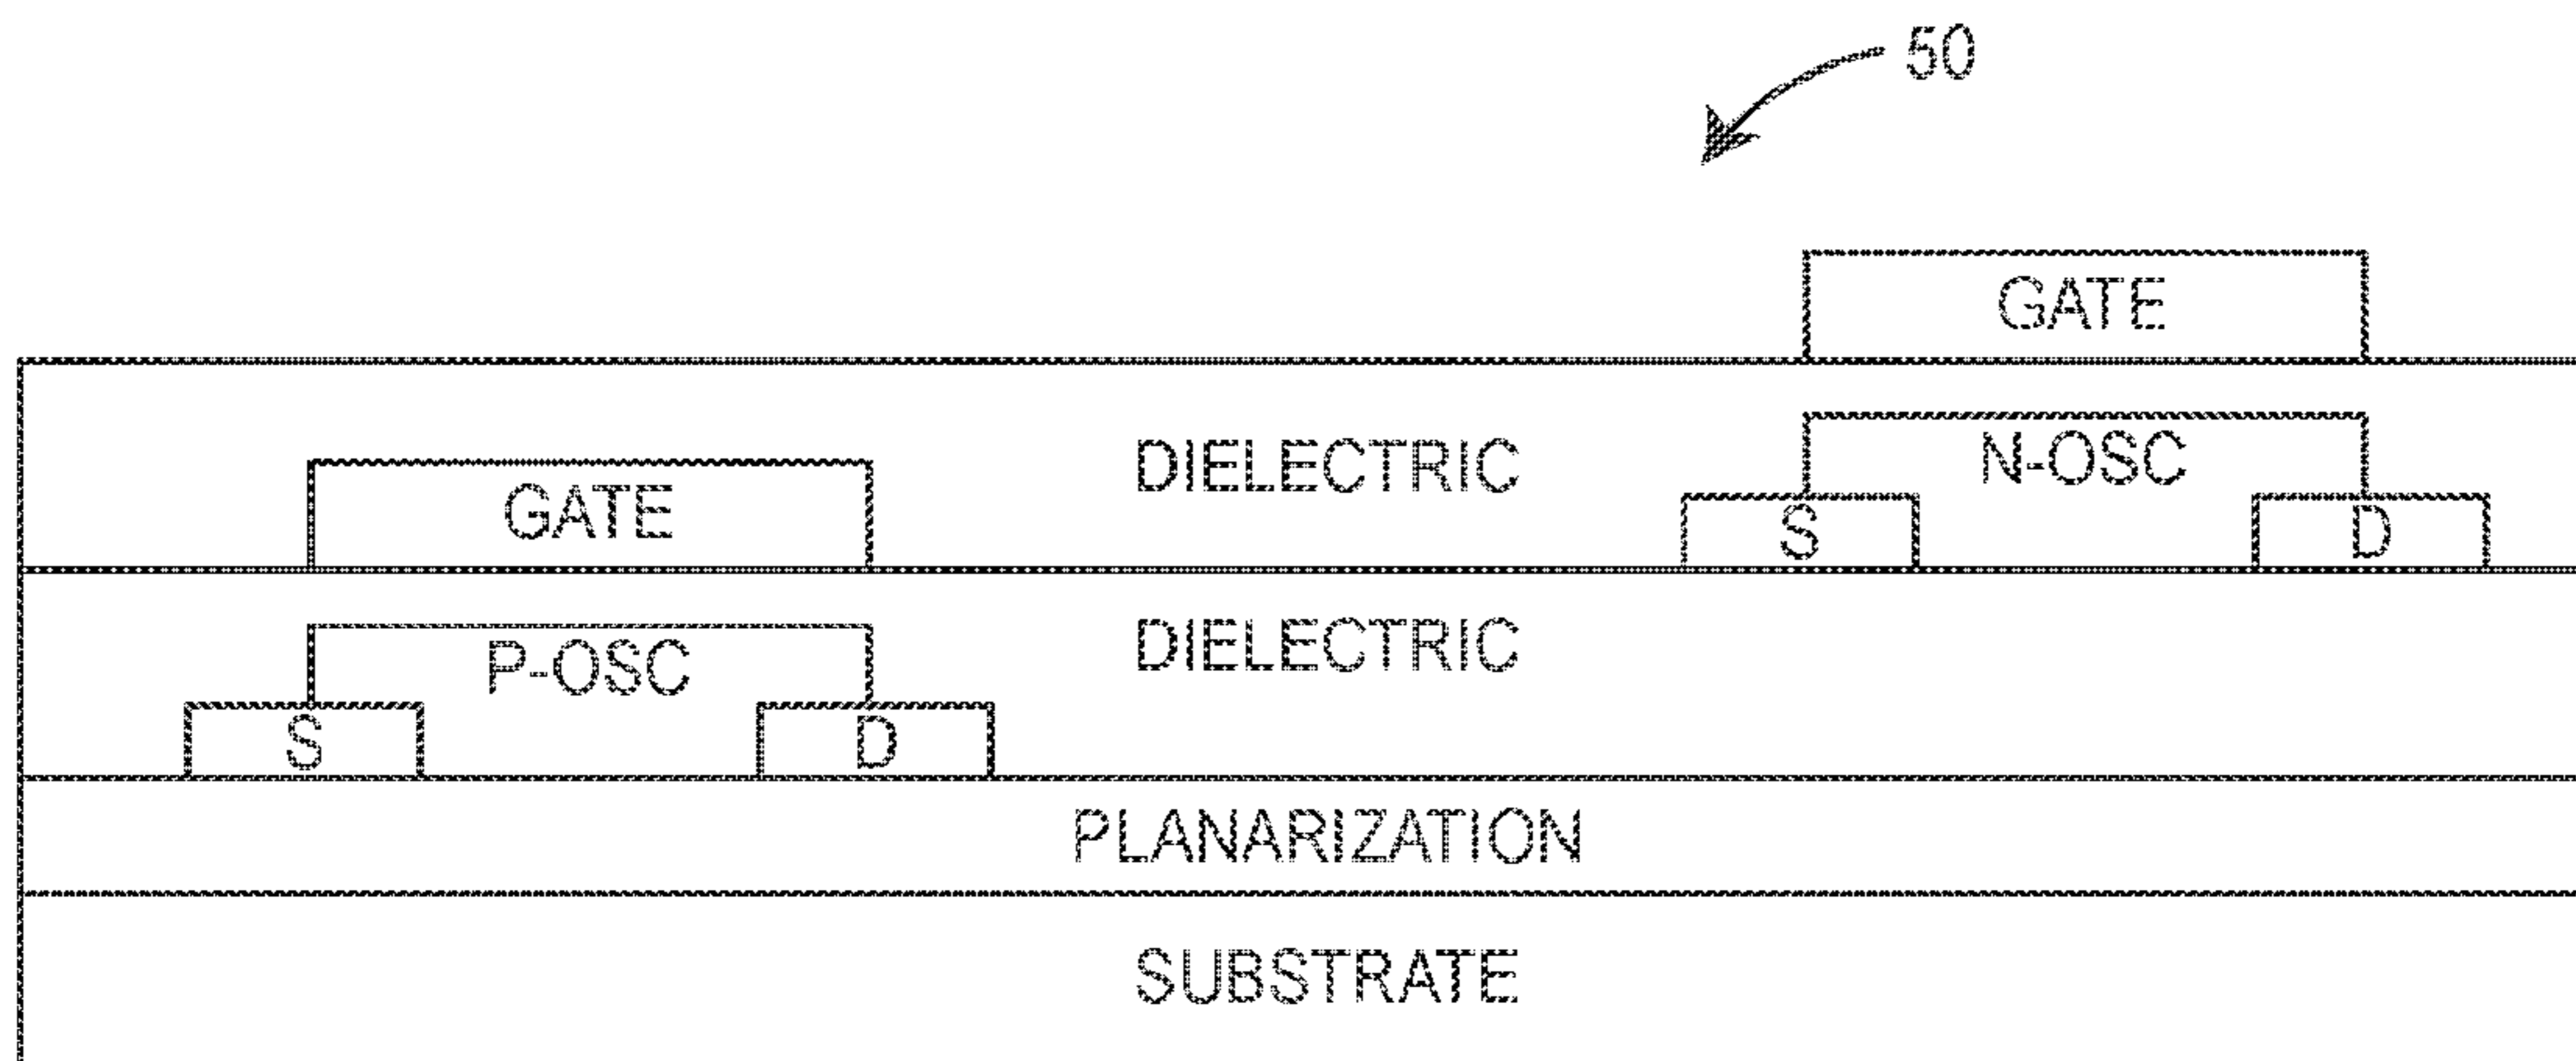 50
GATE
DIELECTRIC
N-OSC
GATE
S
D
DIELECTRIC
P-OSC
S
D
PLANARIZATION
SUBSTRATE